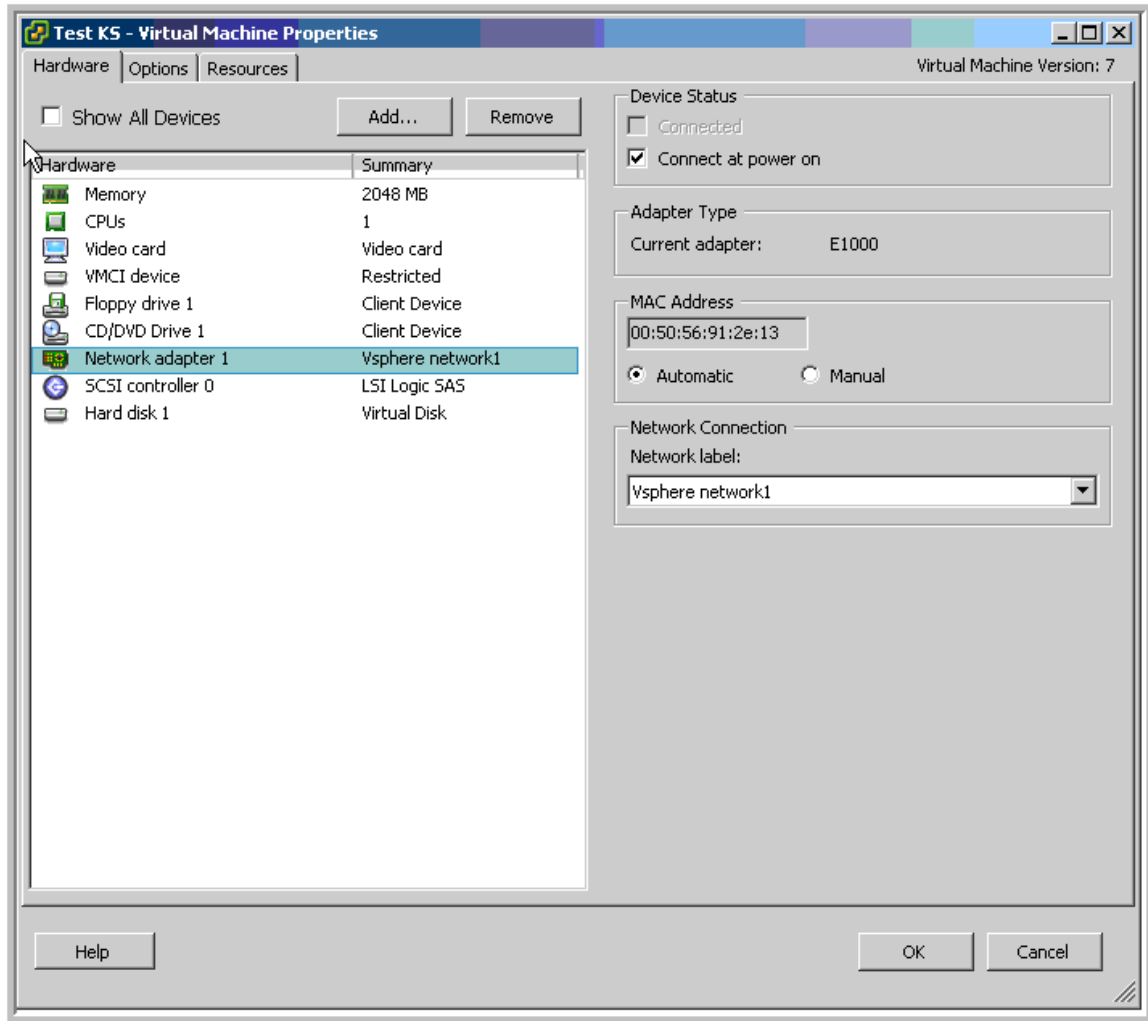 Test KS - Virtual Machine Properties
Hardware Options Resources Virtual Machine Version: 7
Show All Devices Add... Remove
Hardware Summary
Memory 2048 MB
CPUs 1
Video card Video card
VMCI device Restricted
Floppy drive 1 Client Device
CD/DVD Drive 1 Client Device
Network adapter 1 Vsphere network1
SCSI controller 0 LSI Logic SAS
Hard disk 1 Virtual Disk
Device Status
Connected
Connect at power on
Adapter Type
Current adapter: E1000
MAC Address
00:50:56:91:2e:13
Automatic Manual
Network Connection
Network label:
Vsphere network1
Help OK Cancel